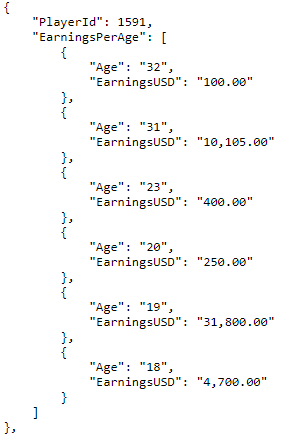 {
    "PlayerId": 1591,
    "EarningsPerAge": [
        {
            "Age": "32",
            "EarningsUSD": "100.00"
        },
        {
            "Age": "31",
            "EarningsUSD": "10,105.00"
        },
        {
            "Age": "23",
            "EarningsUSD": "400.00"
        },
        {
            "Age": "20",
            "EarningsUSD": "250.00"
        },
        {
            "Age": "19",
            "EarningsUSD": "31,800.00"
        },
        {
            "Age": "18",
            "EarningsUSD": "4,700.00"
        }
    ]
},